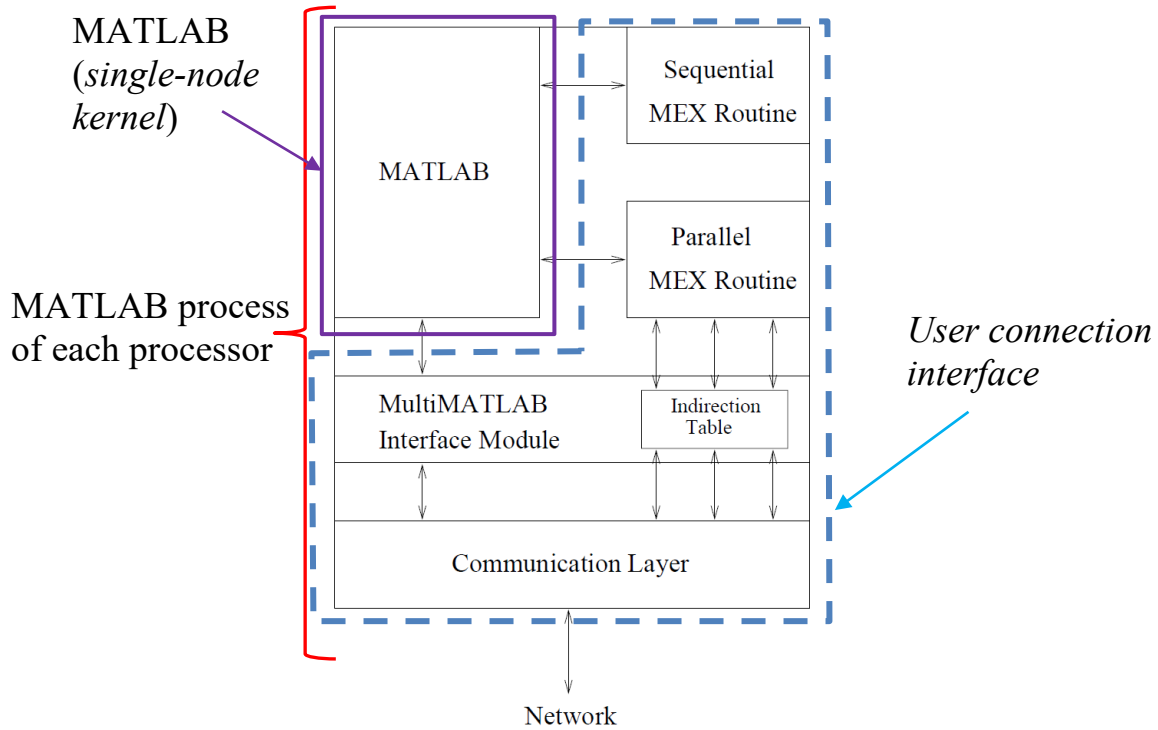 MATLAB
(single-node
kernel)
MATLAB
Sequential
MEX Routine
Parallel
MEX Routine
MATLAB process
of each processor
User connection
interface
MultiMATLAB
Interface Module
Indirection
Table
Communication Layer
Network